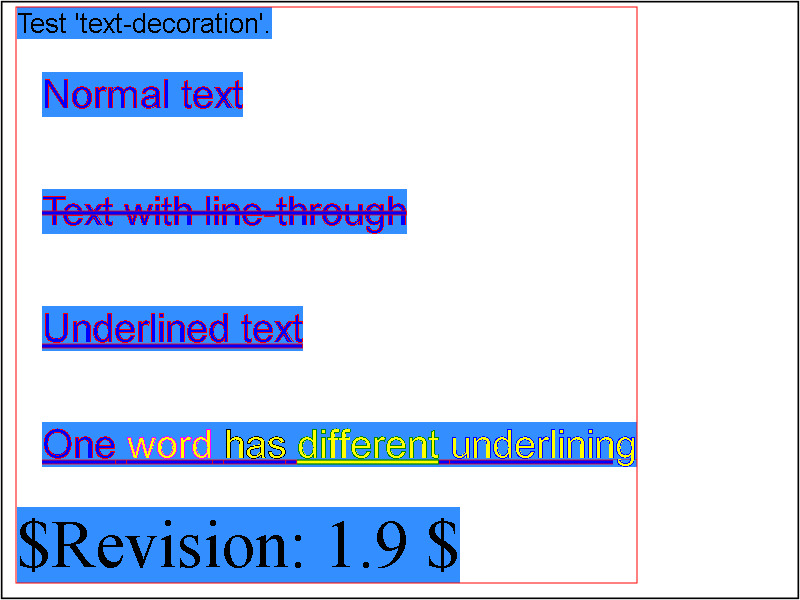 Test 'text-decoration'.
Normal text
Text with line-through
Underlined text
One word has different underlining
$Revision: 1.9 $